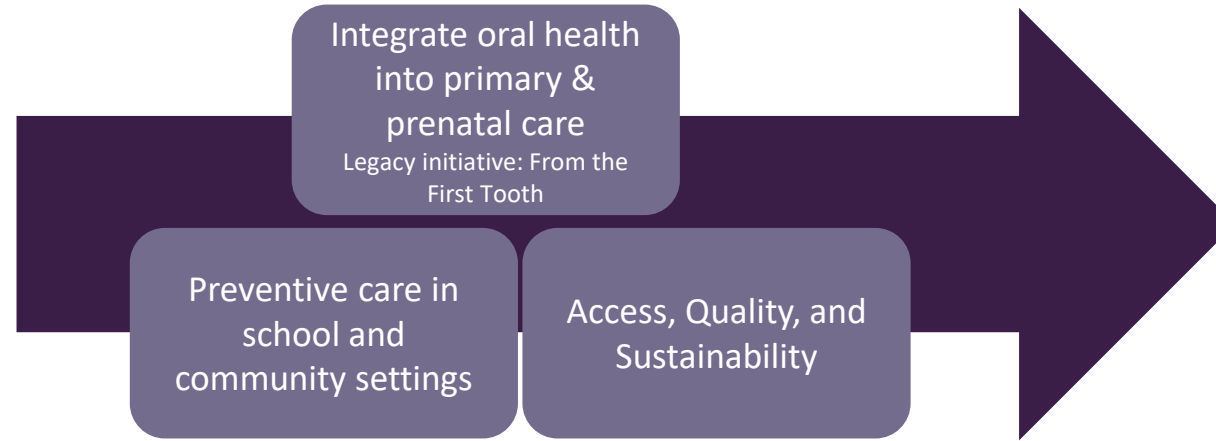 Integrate oral health
into primary &
prenatal care
Legacy initiative: From the
First Tooth
Preventive care in
school and
community settings
Access, Quality, and
Sustainability